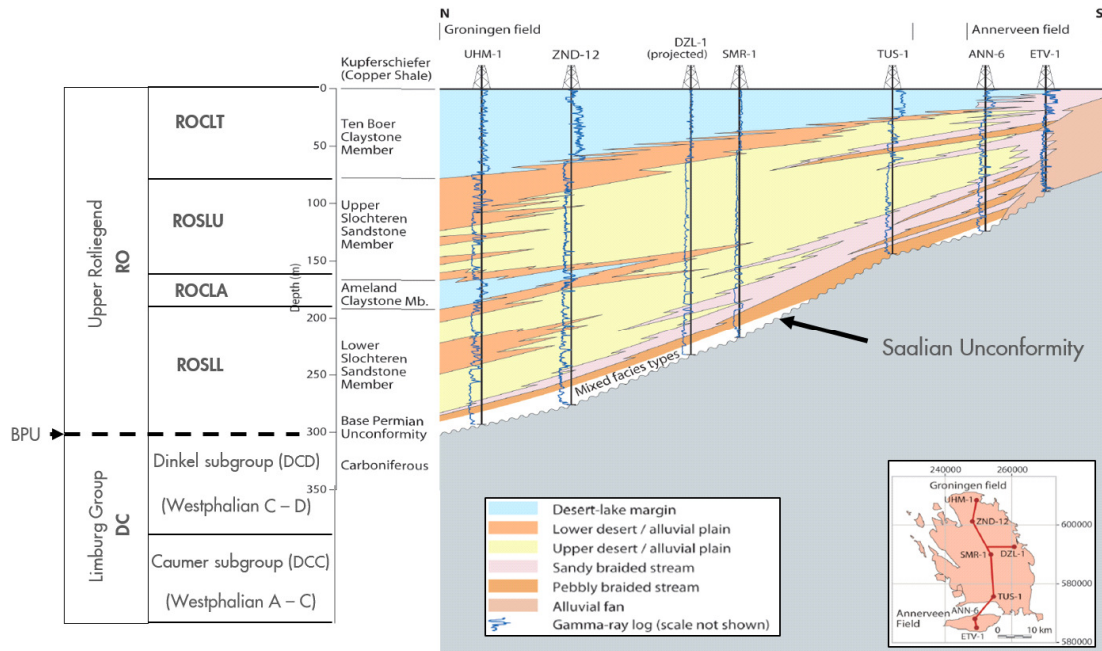 N
S
Groningen field
Annerveen field
UHM-1
ZND-12
DZL-1
(projected)
SMR-1
TUS-1
ANN-6
ETV-1
Kupferschiefer
(Copper Shale)
Upper Rotliegend
RO
ROCLT
ROSLU
ROCLA
ROSLL
BPU
Limburg Group
DC
Dinkel subgroup (DCD)
(Westphalian C – D)
Caumer subgroup (DCC)
(Westphalian A – C)
0
50
100
150
200
250
300
350
Depth (m)
Ten Boer
Claystone
Member
Upper
Slochteren
Sandstone
Member
Ameland
Claystone Mb.
Lower
Slochteren
Sandstone
Member
Base Permian
Unconformity
Carboniferous
Mixed facies types
Saalian Unconformity
Desert-lake margin
Lower desert / alluvial plain
Upper desert / alluvial plain
Sandy braided stream
Pebbly braided stream
Alluvial fan
Gamma-ray log (scale not shown)
240000
260000
Groningen field
UHM-1
ZND-12
SMR-1
DZL-1
TUS-1
ANN-6
Annerveen
Field
ETV-1
0
10 km
600000
580000
580000